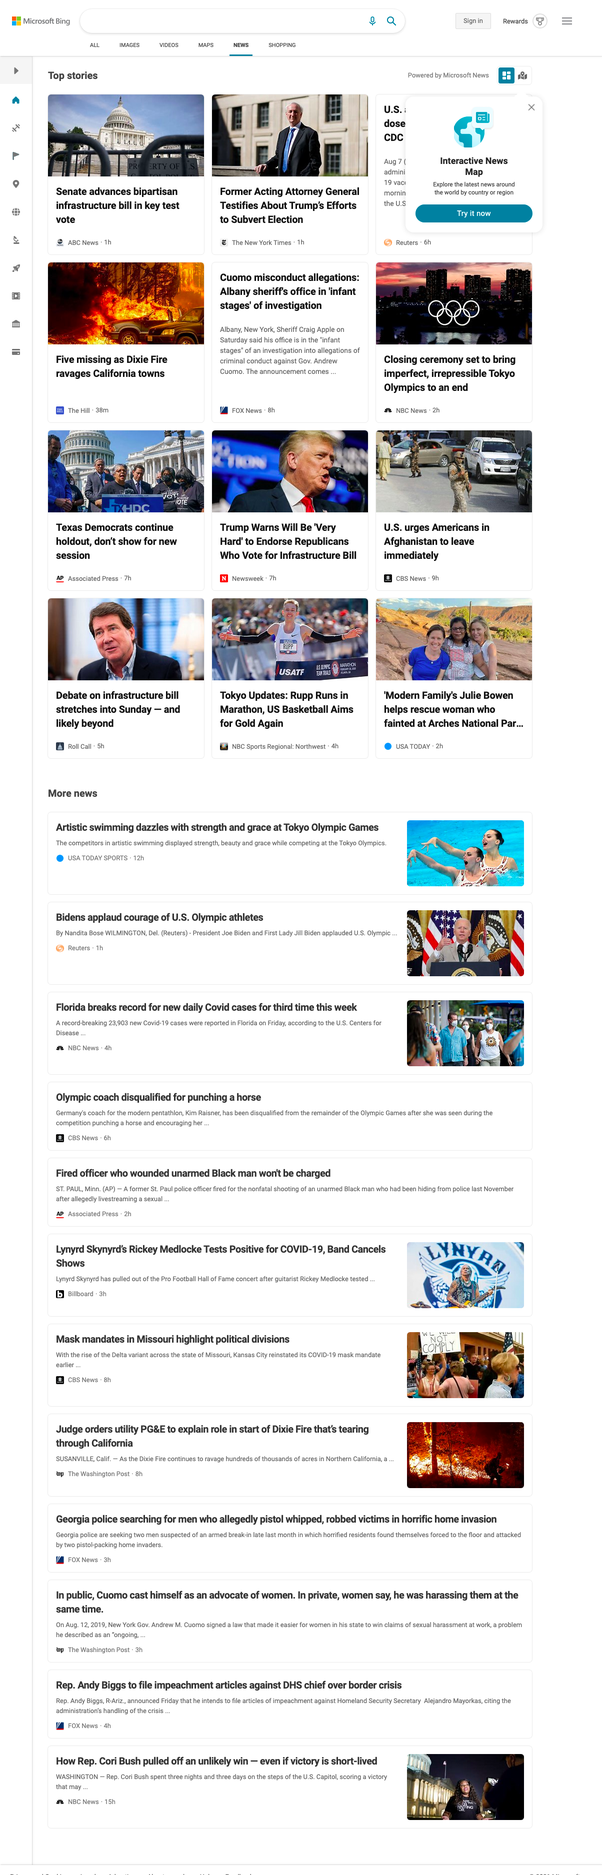 Microsoft Bing
Sign in
Rewards
ALL
IMAGES
VIDEOS
MAPS
NEWS
SHOPPING
Top stories
Powered by Microsoft News
Senate advances bipartisan
infrastructure bill in key test
vote
ABC News · 1h
Former Acting Attorney General
Testifies About Trump's Efforts
to Subvert Election
The New York Times · 1h
U.S.
dose
CDC
Aug 7 (
admini
19 vacc
mornin
the U.S
Reuters · 6h
Interactive News
Map
Explore the latest news around
the world by country or region
Try it now
Five missing as Dixie Fire
ravages California towns
The Hill · 38m
Cuomo misconduct allegations:
Albany sheriff's office in 'infant
stages' of investigation
Albany, New York, Sheriff Craig Apple on
Saturday said his office is in the "infant
stages" of an investigation into allegations of
criminal conduct against Gov. Andrew
Cuomo. The announcement comes ...
FOX News · 8h
Closing ceremony set to bring
imperfect, irrepressible Tokyo
Olympics to an end
NBC News · 2h
Texas Democrats continue
holdout, don't show for new
session
AP Associated Press · 7h
Trump Warns Will Be 'Very
Hard' to Endorse Republicans
Who Vote for Infrastructure Bill
N Newsweek · 7h
U.S. urges Americans in
Afghanistan to leave
immediately
CBS News · 9h
Debate on infrastructure bill
stretches into Sunday — and
likely beyond
Roll Call · 5h
RUPP
USATF
Tokyo Updates: Rupp Runs in
Marathon, US Basketball Aims
for Gold Again
NBC Sports Regional: Northwest · 4h
'Modern Family's Julie Bowen
helps rescue woman who
fainted at Arches National Par...
USA TODAY · 2h
More news
Artistic swimming dazzles with strength and grace at Tokyo Olympic Games
The competitors in artistic swimming displayed strength, beauty and grace while competing at the Tokyo Olympics.
USA TODAY SPORTS · 12h
Bidens applaud courage of U.S. Olympic athletes
By Nandita Bose WILMINGTON, Del. (Reuters) - President Joe Biden and First Lady Jill Biden applauded U.S. Olympic ...
Reuters · 1h
Florida breaks record for new daily Covid cases for third time this week
A record-breaking 23,903 new Covid-19 cases were reported in Florida on Friday, according to the U.S. Centers for
Disease ...
NBC News · 4h
Olympic coach disqualified for punching a horse
Germany's coach for the modern pentathlon, Kim Raisner, has been disqualified from the remainder of the Olympic Games after she was seen during the
competition punching a horse and encouraging her ...
CBS News · 6h
Fired officer who wounded unarmed Black man won't be charged
ST. PAUL, Minn. (AP) — A former St. Paul police officer fired for the nonfatal shooting of an unarmed Black man who had been hiding from police last November
after allegedly livestreaming a sexual ...
AP Associated Press · 2h
Lynyrd Skynyrd's Rickey Medlocke Tests Positive for COVID-19, Band Cancels
Shows
Lynyrd Skynyrd has pulled out of the Pro Football Hall of Fame concert after guitarist Rickey Medlocke tested ...
Billboard · 3h
LYNYRD
Mask mandates in Missouri highlight political divisions
With the rise of the Delta variant across the state of Missouri, Kansas City reinstated its COVID-19 mask mandate
earlier ...
CBS News · 8h
COMPLY
Judge orders utility PG&E to explain role in start of Dixie Fire that's tearing
through California
SUSANVILLE, Calif. — As the Dixie Fire continues to ravage hundreds of thousands of acres in Northern California, a ...
wp The Washington Post · 8h
Georgia police searching for men who allegedly pistol whipped, robbed victims in horrific home invasion
Georgia police are seeking two men suspected of an armed break-in late last month in which horrified residents found themselves forced to the floor and attacked
by two pistol-packing home invaders.
FOX News · 3h
In public, Cuomo cast himself as an advocate of women. In private, women say, he was harassing them at the
same time.
On Aug. 12, 2019, New York Gov. Andrew M. Cuomo signed a law that made it easier for women in his state to win claims of sexual harassment at work, a problem
he described as an "ongoing, ...
wp The Washington Post · 3h
Rep. Andy Biggs to file impeachment articles against DHS chief over border crisis
Rep. Andy Biggs, R-Ariz., announced Friday that he intends to file articles of impeachment against Homeland Security Secretary Alejandro Mayorkas, citing the
administration's handling of the crisis ...
FOX News · 4h
How Rep. Cori Bush pulled off an unlikely win — even if victory is short-lived
WASHINGTON — Rep. Cori Bush spent three nights and three days on the steps of the U.S. Capitol, scoring a victory
that may ...
NBC News · 15h